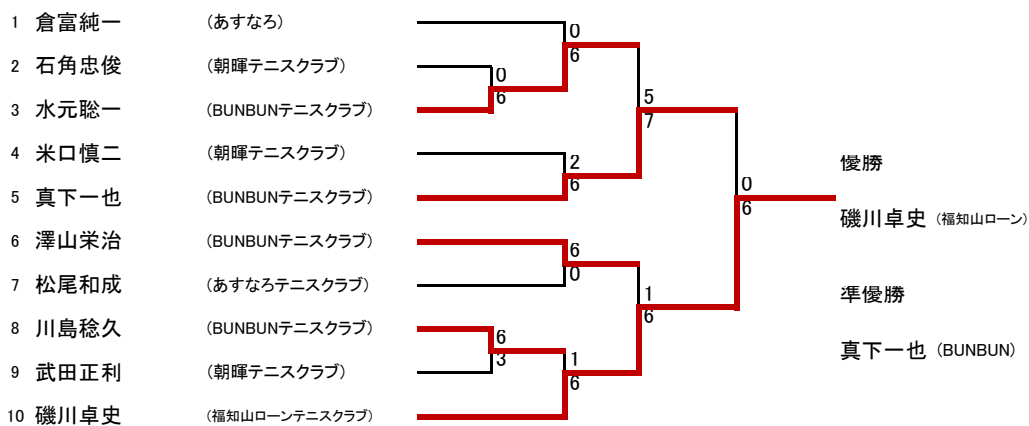 1 倉富純一 (あすなろ)
2 石角忠俊 (朝暉テニスクラブ)
3 水元聡一 (BUNBUNテニスクラブ)
4 米口慎二 (朝暉テニスクラブ)
5 真下一也 (BUNBUNテニスクラブ)
6 澤山栄治 (BUNBUNテニスクラブ)
7 松尾和成 (あすなろテニスクラブ)
8 川島稔久 (BUNBUNテニスクラブ)
9 武田正利 (朝暉テニスクラブ)
10 磯川卓史 (福知山ローンテニスクラブ)
0
6
0
6
2
6
6
0
6
3
1
6
5
7
1
6
0
6
優勝
磯川卓史 (福知山ローン)
準優勝
真下一也 (BUNBUN)